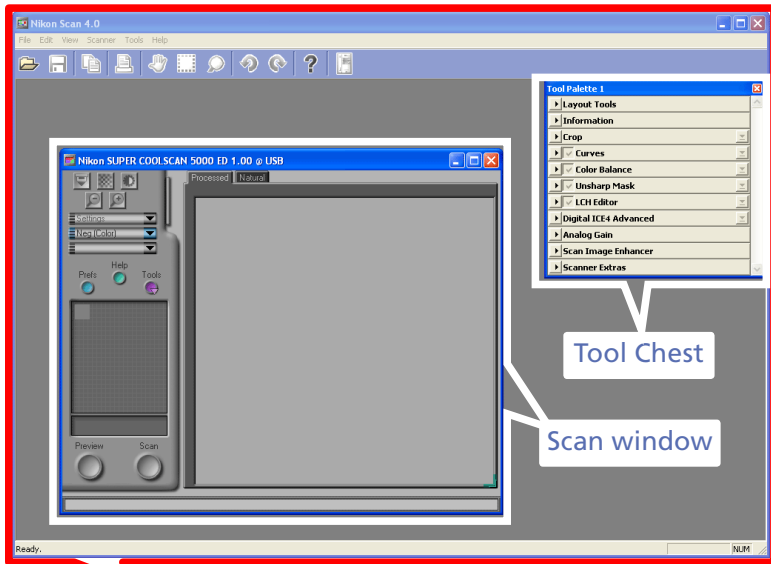 Nikon Scan 4.0
File Edit View Scanner Tools Help
Tool Palette 1
Layout Tools
Information
Crop
Curves
Color Balance
Unsharp Mask
LCH Editor
Digital ICE4 Advanced
Analog Gain
Scan Image Enhancer
Scanner Extras
Tool Chest
Nikon SUPER COOLSCAN 5000 ED 1.00 @ USB
Processed Natural
Settings
Neg (Color)
Prefs Help Tools
Preview Scan
Scan window
Ready.
NUM